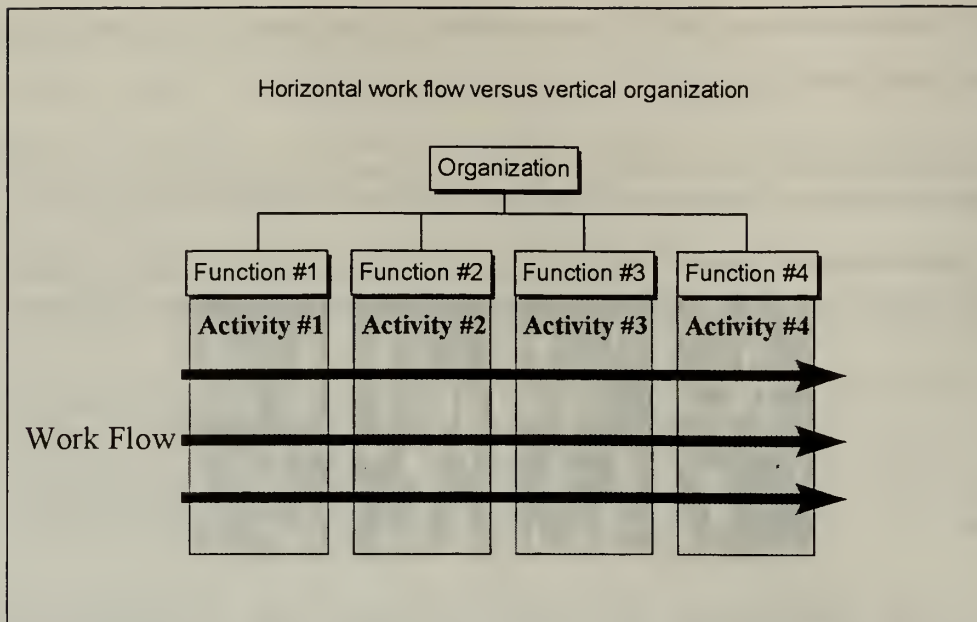 Horizontal work flow versus vertical organization
Organization
Function #1 Function #2 Function #3 Function #4
Activity #1 Activity #2 Activity #3 Activity #4
Work Flow